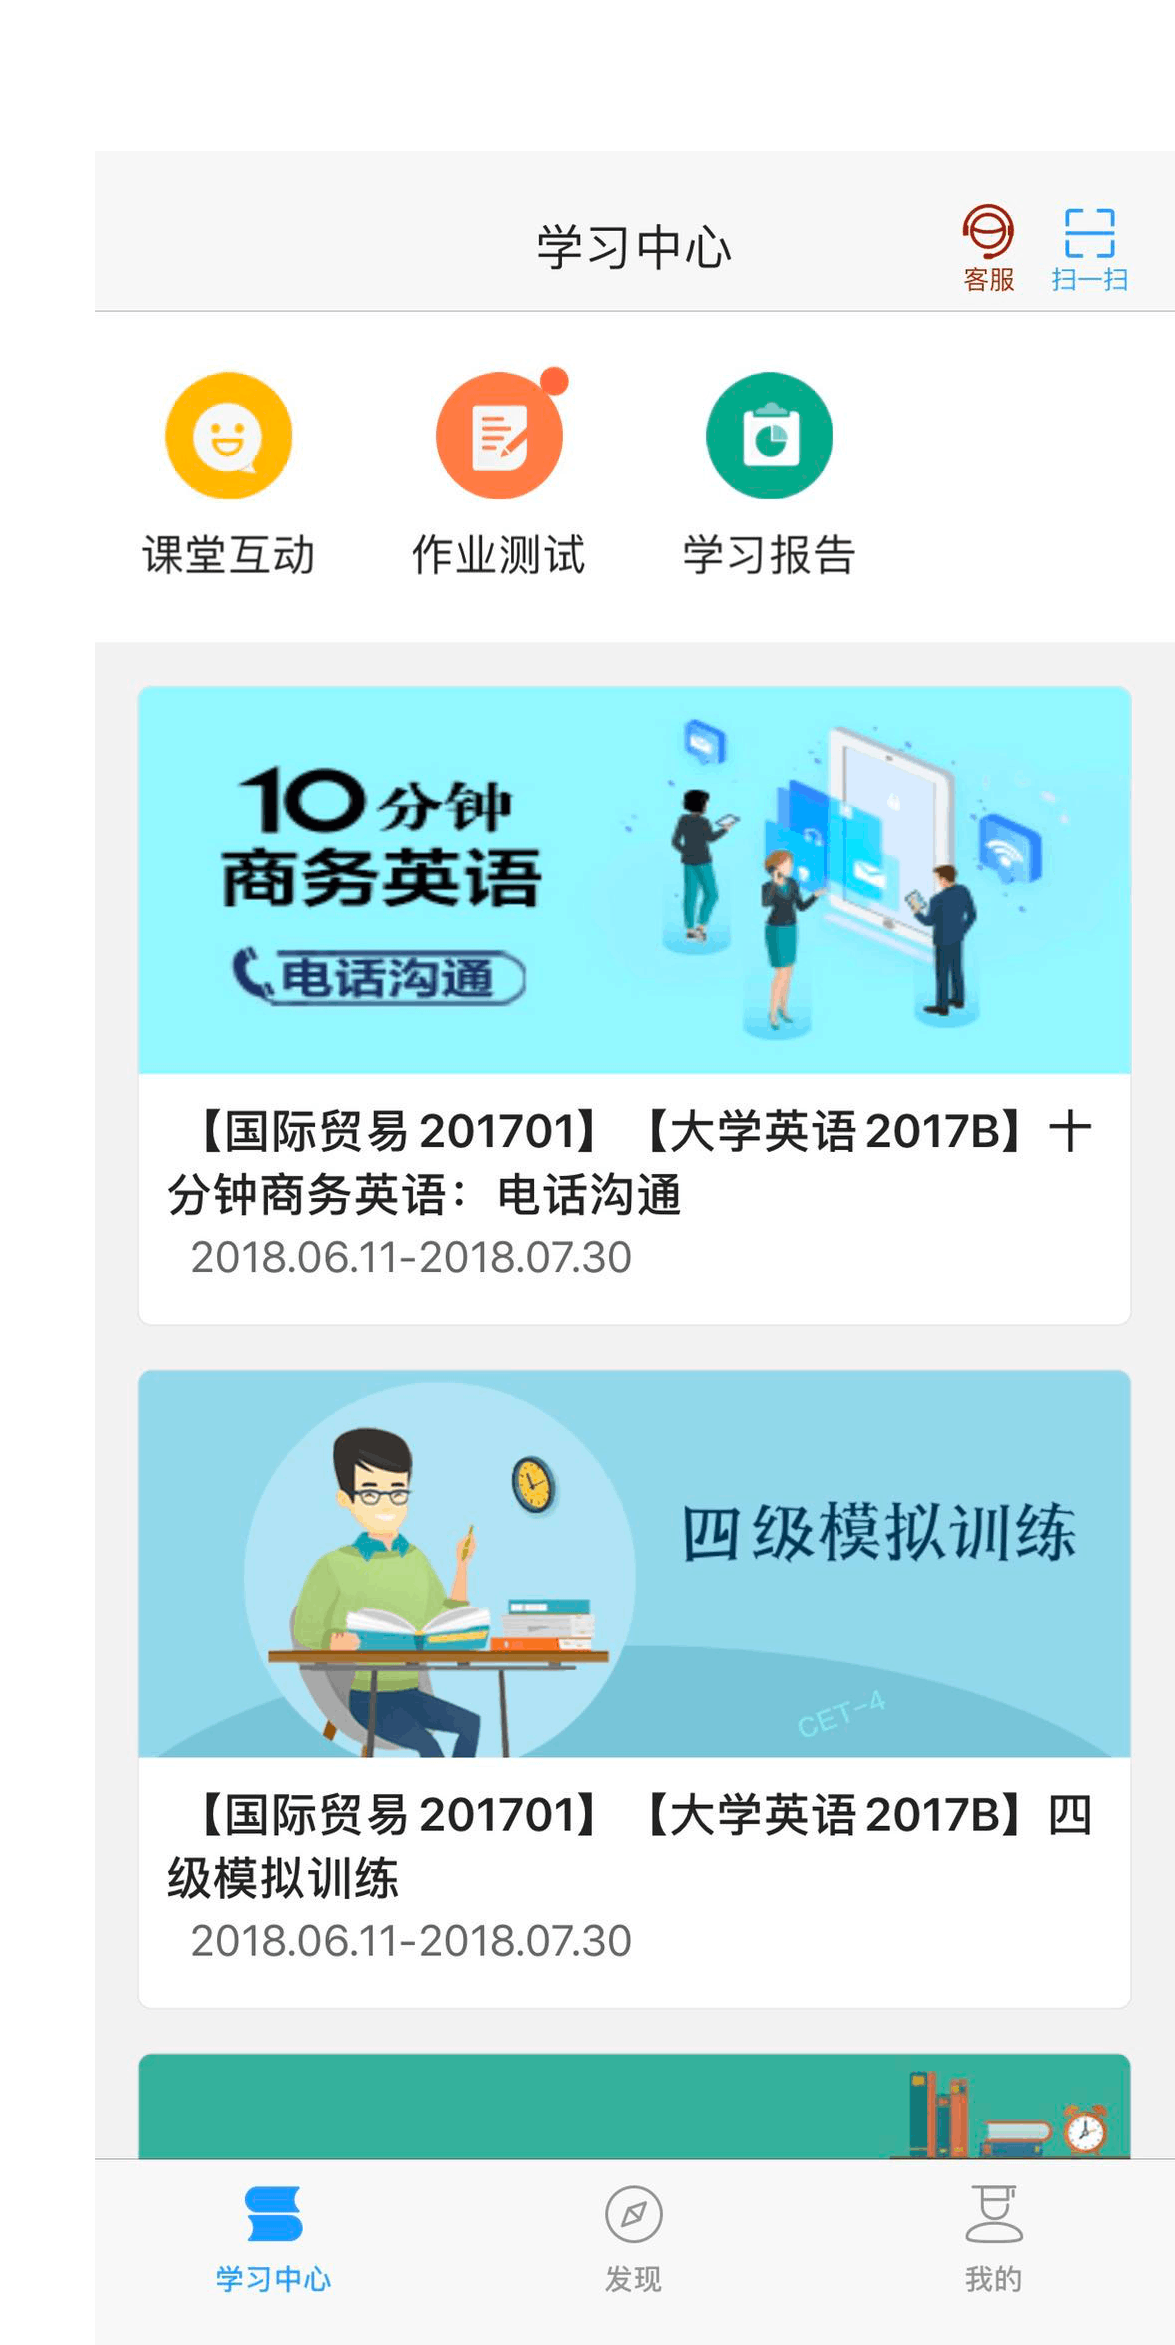 学习中心
客服
扫一扫
课堂互动
作业测试
学习报告
10分钟
商务英语
电话沟通
【国际贸易201701】【大学英语2017B】十
分钟商务英语：电话沟通
2018.06.11-2018.07.30
四级模拟训练
CET-4
【国际贸易201701】【大学英语2017B】四
级模拟训练
2018.06.11-2018.07.30
学习中心
发现
我的